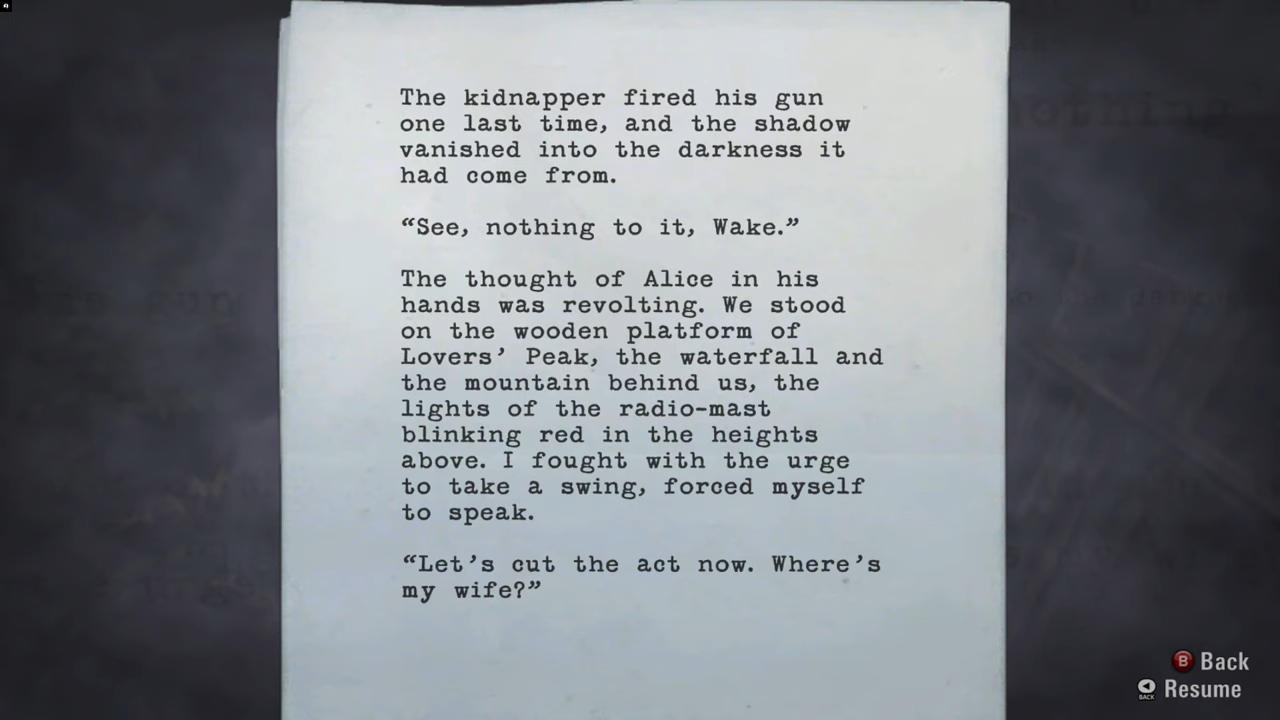 The kidnapper fired his gun
one last time, and the shadow
vanished into the darkness it
had come from.
“See, nothing to it, Wake.”
The thought of Alice in his
hands was revolting. We stood
on the wooden platform of
Lovers’ Peak, the waterfall and
the mountain behind us, the
lights of the radio-mast
blinking red in the heights
above. I fought with the urge
to take a swing, forced myself
to speak.
“Let’s cut the act now. Where’s
my wife?”
B Back
BACK Resume
nothing